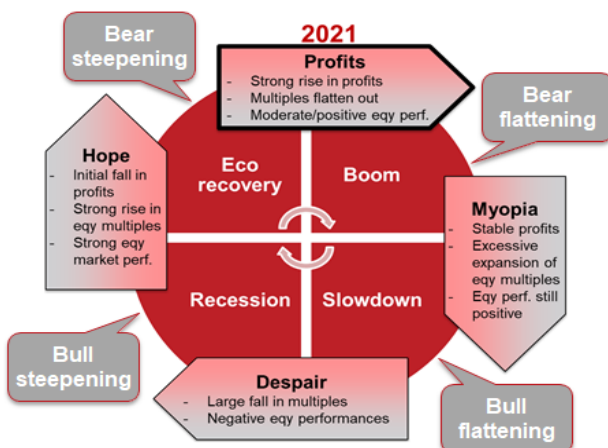 2021
Bear
steepening
Profits
- Strong rise in profits
- Multiples flatten out
- Moderate/positive eqy perf.
Bear
flattening
Hope
- Initial fall in
profits
- Strong rise in
eqy multiples
- Strong eqy
market perf.
Eco
recovery
Boom
Myopia
- Stable profits
- Excessive
expansion of
eqy multiples
- Eqy perf. still
positive
Recession
Slowdown
Bull
steepening
Despair
- Large fall in multiples
- Negative eqy performances
Bull
flattening